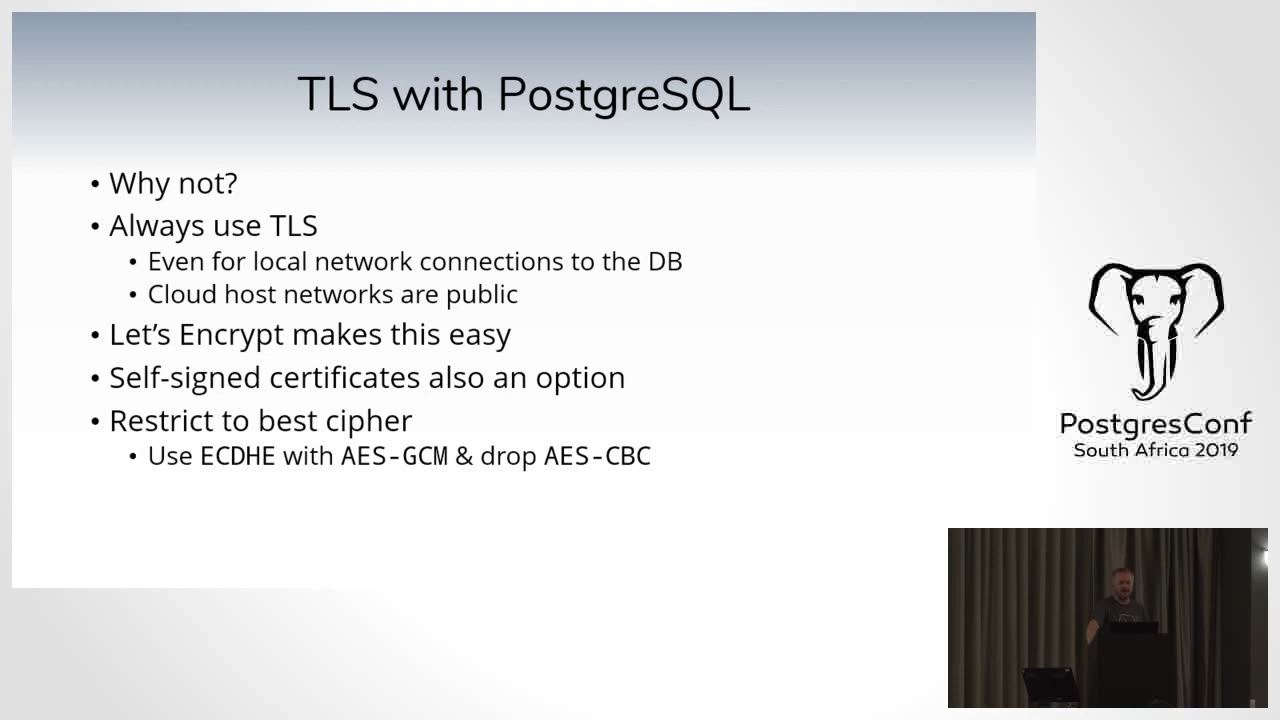 TLS with PostgreSQL
• Why not?
• Always use TLS
• Even for local network connections to the DB
• Cloud host networks are public
• Let’s Encrypt makes this easy
• Self-signed certificates also an option
• Restrict to best cipher
• Use ECDHE with AES-GCM & drop AES-CBC
PostgresConf
South Africa 2019